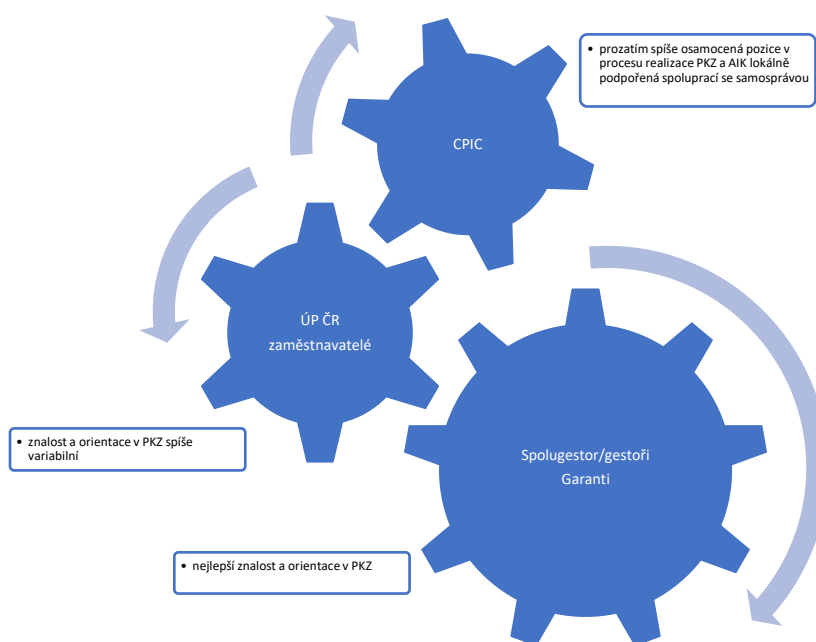 • prozatím spíše osamocená pozice v
procesu realizace PKZ a AIK lokálně
podpořená spoluprací se samosprávou
CPIC
ÚP ČR
zaměstnavatelé
• znalost a orientace v PKZ spíše
variabilní
Spolugestor/gestoři
Garanti
• nejlepší znalost a orientace v PKZ